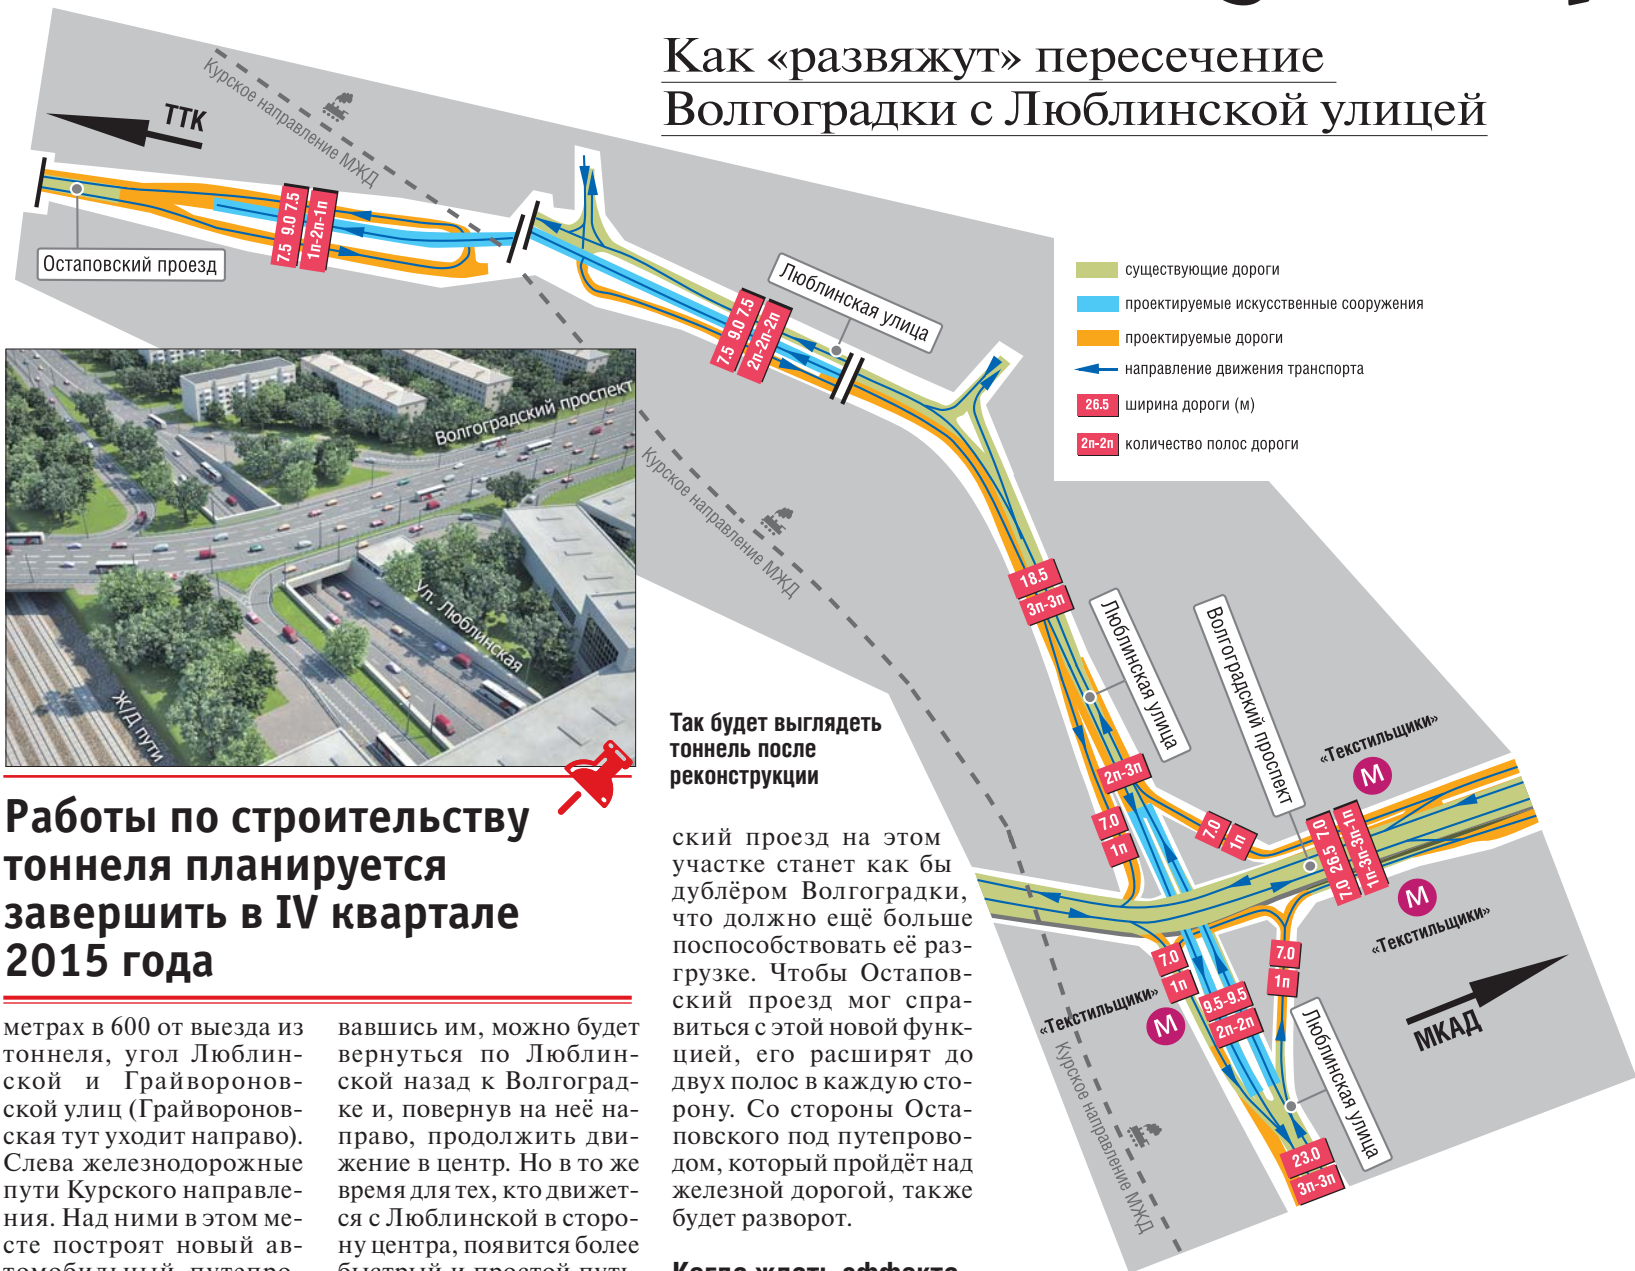 Как «развяжут» пересечение
Волгоградки с Люблинской улицей
ТТК
Курское направление МЖД
Остаповский проезд
7.5 9.0 7.5
1п-2п-1п
Люблинская улица
7.5 9.0 7.5
2п-2п-2п
существующие дороги
проектируемые искусственные сооружения
проектируемые дороги
направление движения транспорта
26.5 ширина дороги (м)
2п-2п количество полос дороги
Волгоградский проспект
Ул. Люблинская
Ж/Д пути
Курское направление МЖД
18.5
3п-3п
Люблинская улица
Волгоградский проспект
«Текстильщики»
М
2п-3п
7.0
1п
7.0
1п
7.0 26.5 7.0
1п-3п-3п-1п
М
«Текстильщики»
7.0
1п
7.0
1п
9.5-9.5
2п-2п
«Текстильщики»
М
МКАД
Люблинская улица
Курское направление МЖД
23.0
3п-3п
Так будет выглядеть
тоннель после
реконструкции
Работы по строительству
тоннеля планируется
завершить в IV квартале
2015 года
метрах в 600 от выезда из
тоннеля, угол Люблин-
ской и Грайворонов-
ской улиц (Грайворонов-
ская тут уходит направо).
Слева железнодорожные
пути Курского направле-
ния. Над ними в этом ме-
сте построят новый ав-
томобильный путепро-
вавшись им, можно будет
вернуться по Люблин-
ской назад к Волгоград-
ке и, повернув на неё на-
право, продолжить дви-
жение в центр. Но в то же
время для тех, кто движет-
ся с Люблинской в сторо-
ну центра, появится более
быстрый и простой путь
ский проезд на этом
участке станет как бы
дублёром Волгоградки,
что должно ещё больше
поспособствовать её раз-
грузке. Чтобы Остапов-
ский проезд мог спра-
виться с этой новой функ-
цией, его расширят до
двух полос в каждую сто-
рону. Со стороны Оста-
повского под путепрово-
дом, который пройдёт над
железной дорогой, также
будет разворот.
Когда ждать эффекта